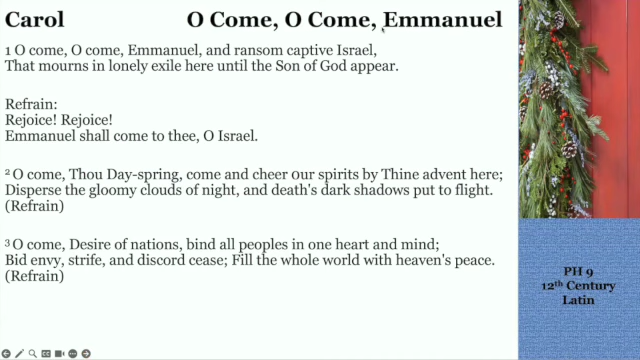 Carol O Come, O Come, Emmanuel
1 O come, O come, Emmanuel, and ransom captive Israel,
That mourns in lonely exile here until the Son of God appear.
Refrain:
Rejoice! Rejoice!
Emmanuel shall come to thee, O Israel.
2 O come, Thou Day-spring, come and cheer our spirits by Thine advent here;
Disperse the gloomy clouds of night, and death's dark shadows put to flight.
(Refrain)
3 O come, Desire of nations, bind all peoples in one heart and mind;
Bid envy, strife, and discord cease; Fill the whole world with heaven's peace.
(Refrain)
PH 9
12th Century
Latin